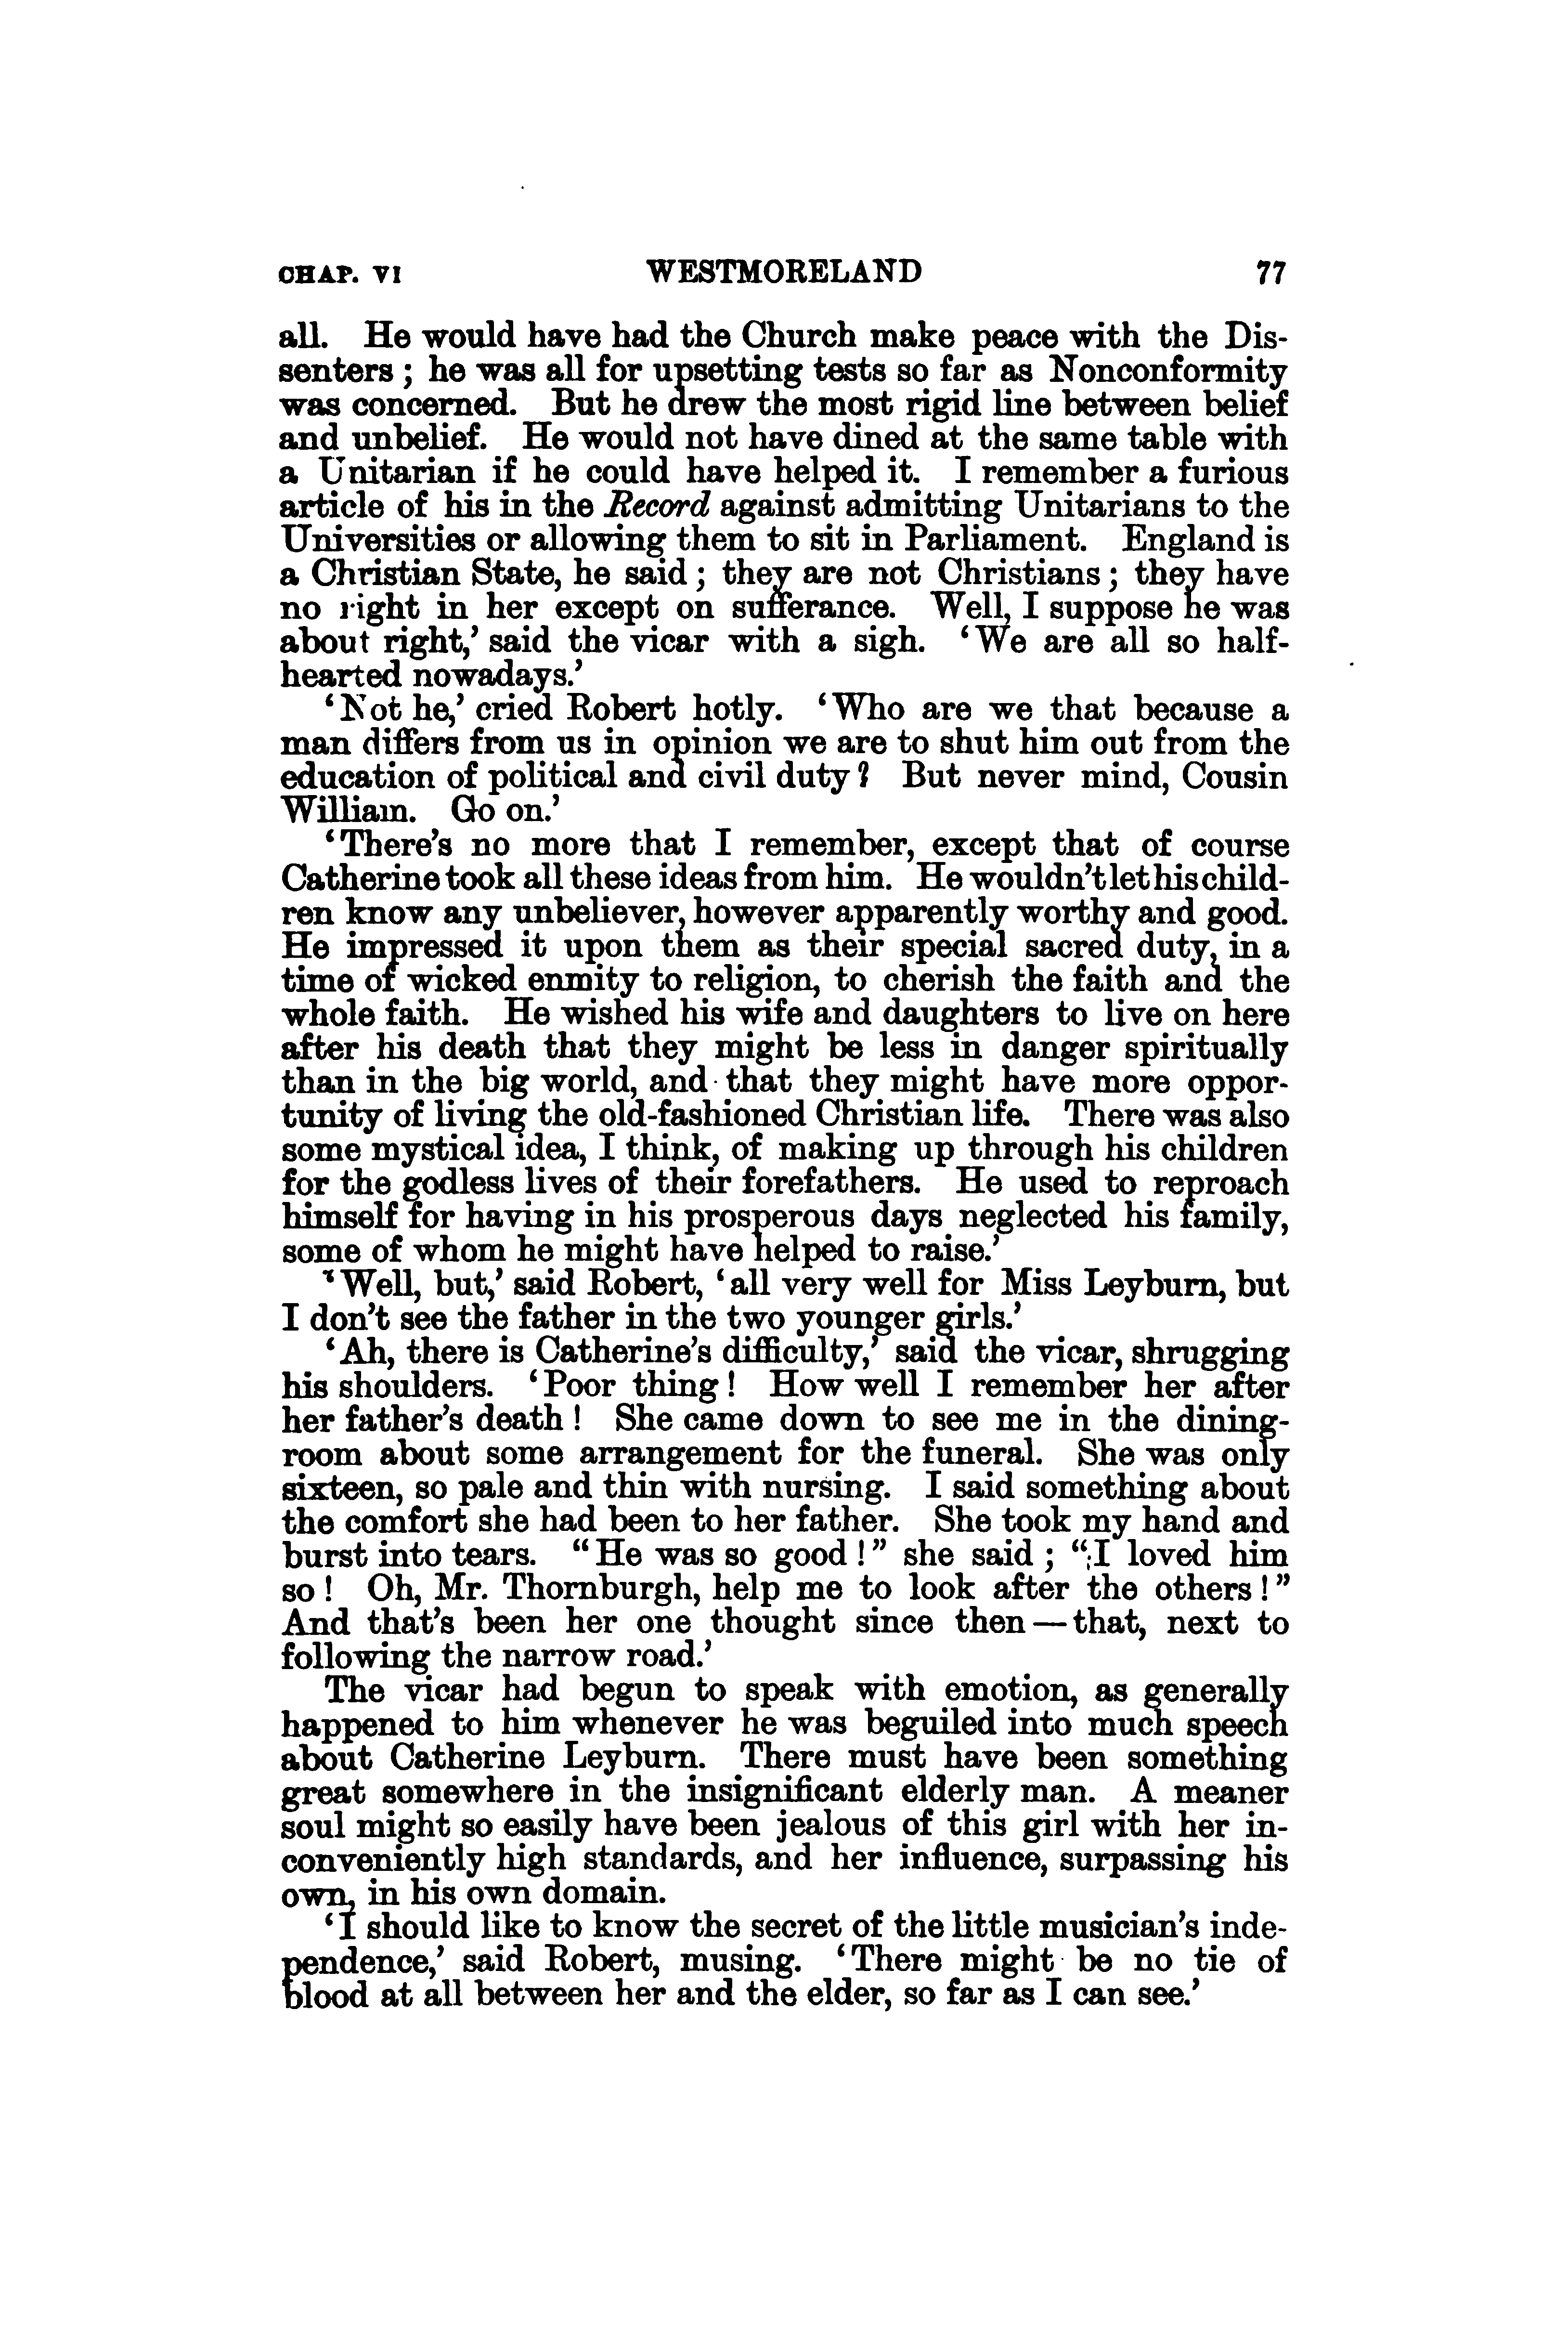 CHAP. VI WESTMORELAND 77
all. He would have had the Church make peace with the Dis-
senters ; he was all for upsetting tests so far as Nonconformity
was concerned. But he drew the most rigid line between belief
and unbelief. He would not have dined at the same table with
a Unitarian if he could have helped it. I remember a furious
article of his in the Record against admitting Unitarians to the
Universities or allowing them to sit in Parliament. England is
a Christian State, he said ; they are not Christians ; they have
no right in her except on sufferance. Well, I suppose he was
about right,’ said the vicar with a sigh. ‘We are all so half-
hearted nowadays.’
‘Not he,’ cried Robert hotly. ‘Who are we that because a
man differs from us in opinion we are to shut him out from the
education of political and civil duty? But never mind, Cousin
William. Go on.’
‘There’s no more that I remember, except that of course
Catherine took all these ideas from him. He wouldn’t let his child-
ren know any unbeliever, however apparently worthy and good.
He impressed it upon them as their special sacred duty, in a
time of wicked enmity to religion, to cherish the faith and the
whole faith. He wished his wife and daughters to live on here
after his death that they might be less in danger spiritually
than in the big world, and that they might have more oppor-
tunity of living the old-fashioned Christian life. There was also
some mystical idea, I think, of making up through his children
for the godless lives of their forefathers. He used to reproach
himself for having in his prosperous days neglected his family,
some of whom he might have helped to raise.’
‘Well, but,’ said Robert, ‘all very well for Miss Leyburn, but
I don’t see the father in the two younger girls.’
‘Ah, there is Catherine’s difficulty,’ said the vicar, shrugging
his shoulders. ‘Poor thing! How well I remember her after
her father’s death! She came down to see me in the dining-
room about some arrangement for the funeral. She was only
sixteen, so pale and thin with nursing. I said something about
the comfort she had been to her father. She took my hand and
burst into tears. “He was so good!” she said ; “I loved him
so! Oh, Mr. Thornburgh, help me to look after the others!”
And that’s been her one thought since then—that, next to
following the narrow road.’
The vicar had begun to speak with emotion, as generally
happened to him whenever he was beguiled into much speech
about Catherine Leyburn. There must have been something
great somewhere in the insignificant elderly man. A meaner
soul might so easily have been jealous of this girl with her in-
conveniently high standards, and her influence, surpassing his
own, in his own domain.
‘I should like to know the secret of the little musician’s inde-
pendence,’ said Robert, musing. ‘There might be no tie of
blood at all between her and the elder, so far as I can see.’